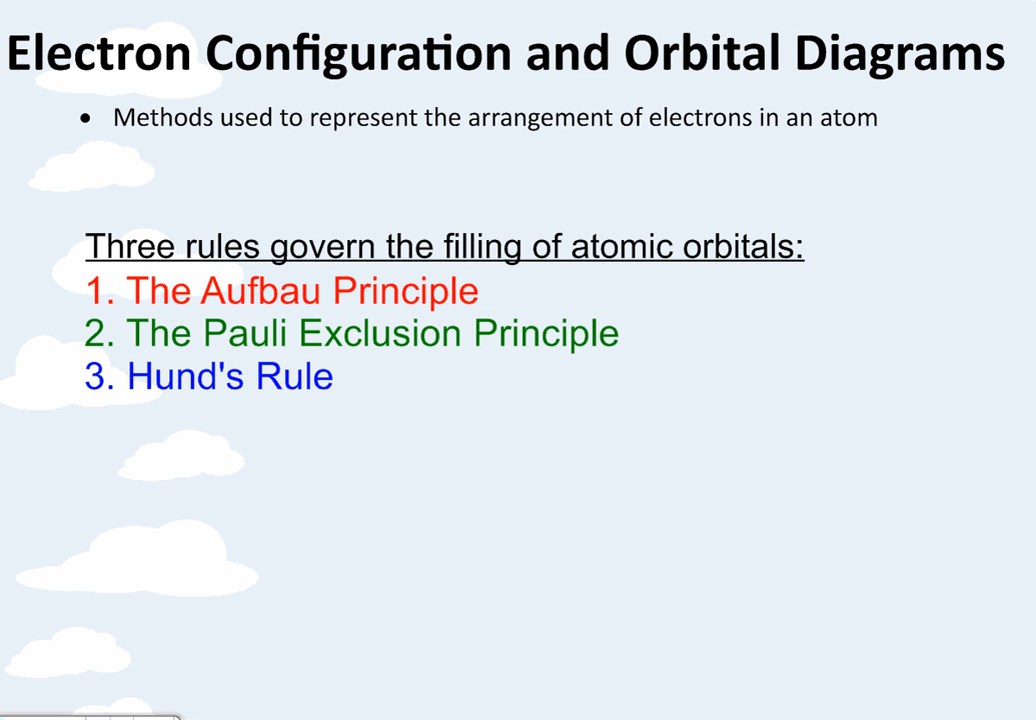 Electron Configuration and Orbital Diagrams
• Methods used to represent the arrangement of electrons in an atom
Three rules govern the filling of atomic orbitals:
1. The Aufbau Principle
2. The Pauli Exclusion Principle
3. Hund's Rule